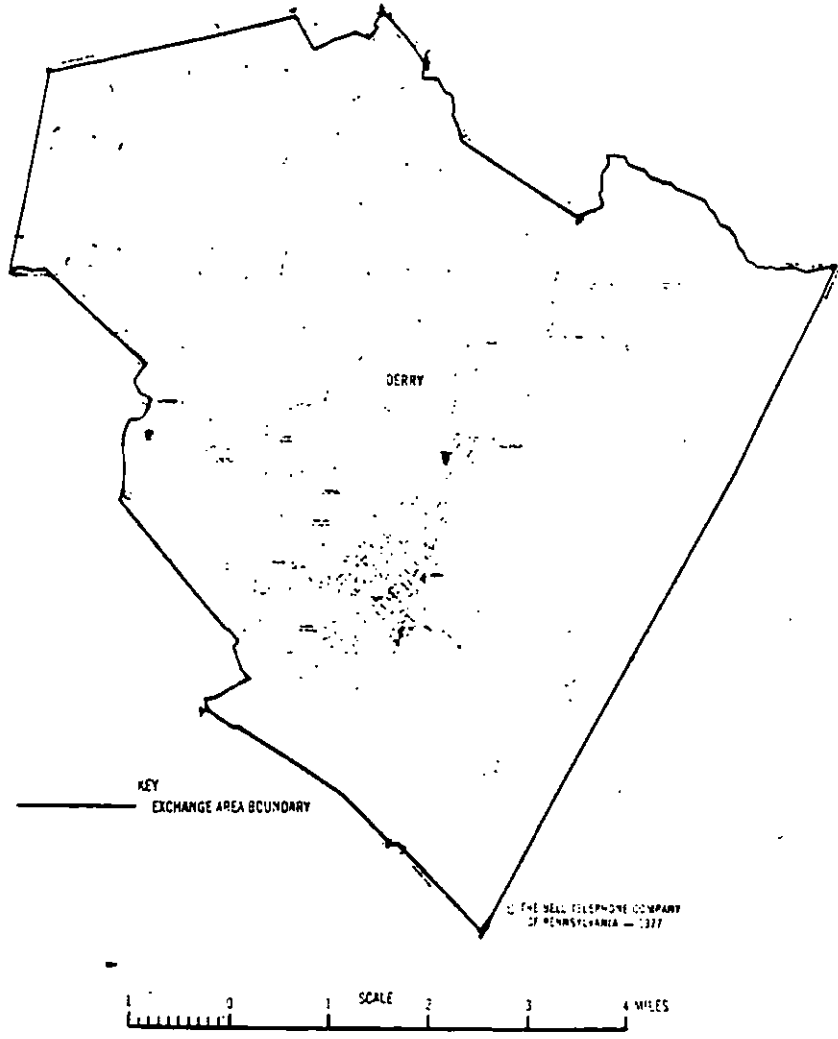 DERRY
KEY
EXCHANGE AREA BOUNDARY
© THE BELL TELEPHONE COMPANY
OF PENNSYLVANIA — 1977
SCALE
1 0 1 2 3 4 MILES